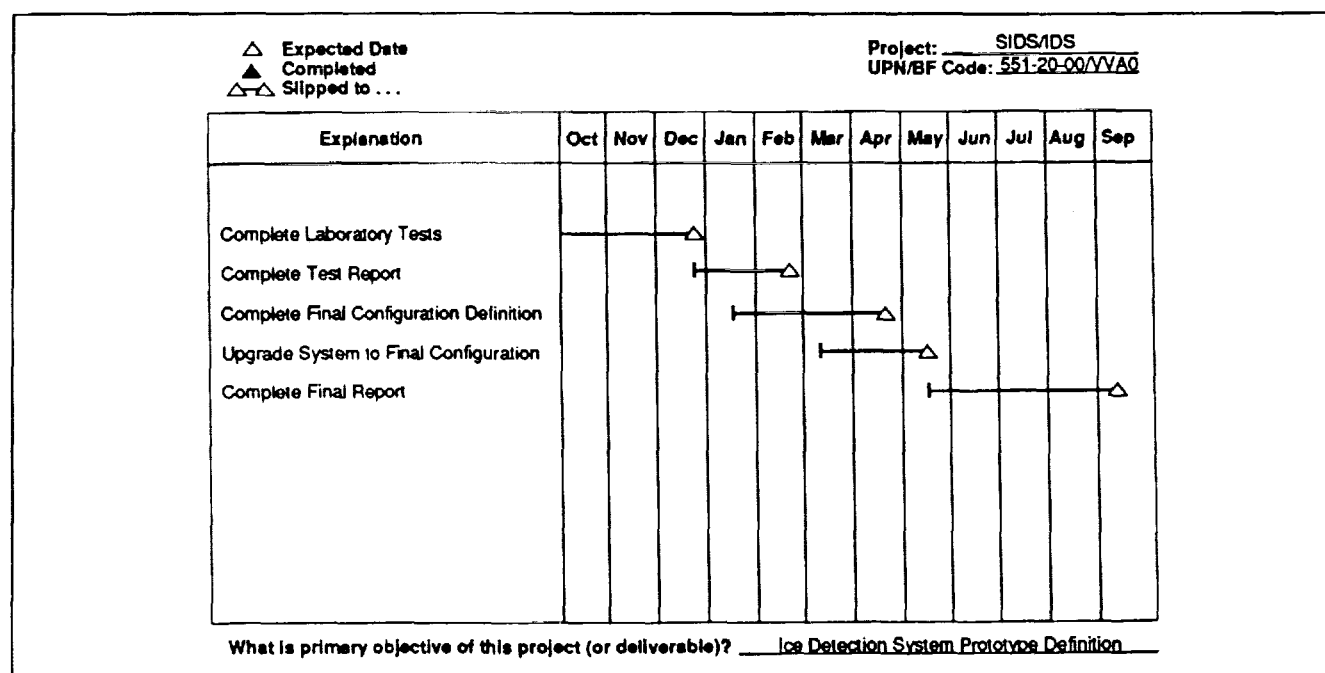 Expected Date
Completed
Slipped to . . .
Project: SIDS/IDS
UPN/BF Code: 551-20-00/VVA0
Explanation Oct Nov Dec Jan Feb Mar Apr May Jun Jul Aug Sep
Complete Laboratory Tests
Complete Test Report
Complete Final Configuration Definition
Upgrade System to Final Configuration
Complete Final Report
What is primary objective of this project (or deliverable)? Ice Detection System Prototype Definition